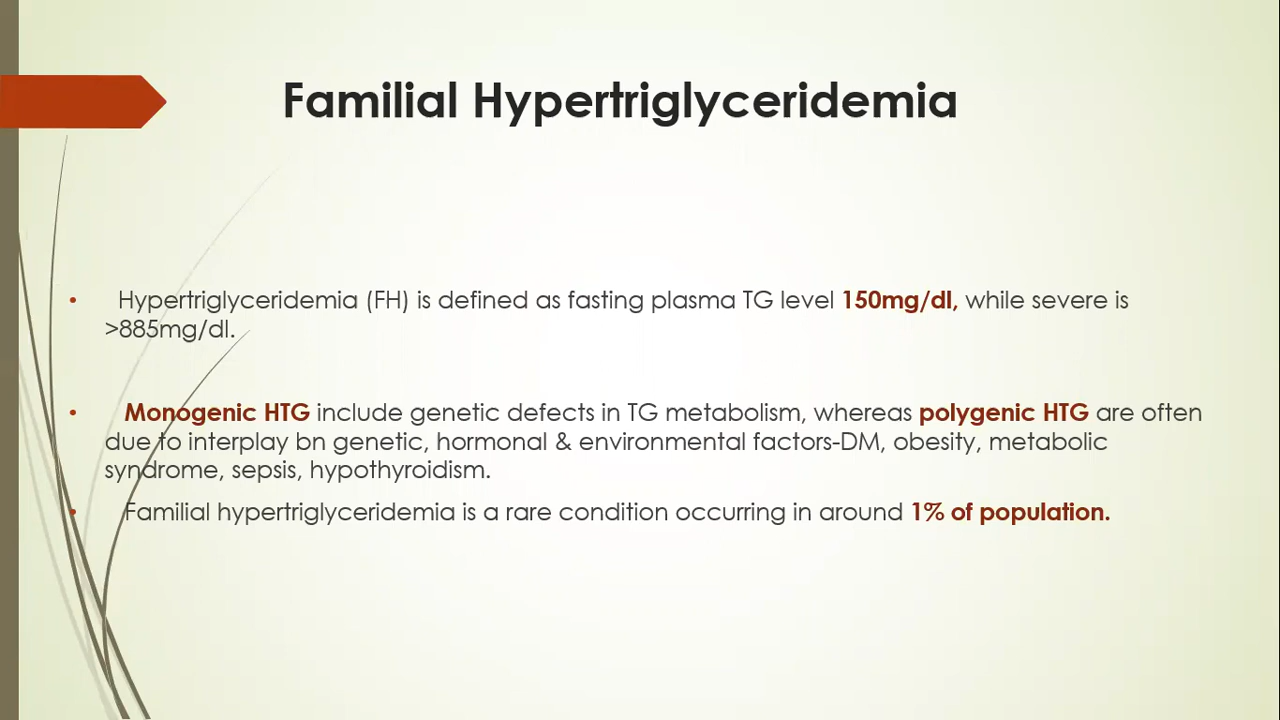 Familial Hypertriglyceridemia
• Hypertriglyceridemia (FH) is defined as fasting plasma TG level 150mg/dl, while severe is
>885mg/dl.
• Monogenic HTG include genetic defects in TG metabolism, whereas polygenic HTG are often
due to interplay bn genetic, hormonal & environmental factors-DM, obesity, metabolic
syndrome, sepsis, hypothyroidism.
• Familial hypertriglyceridemia is a rare condition occurring in around 1% of population.